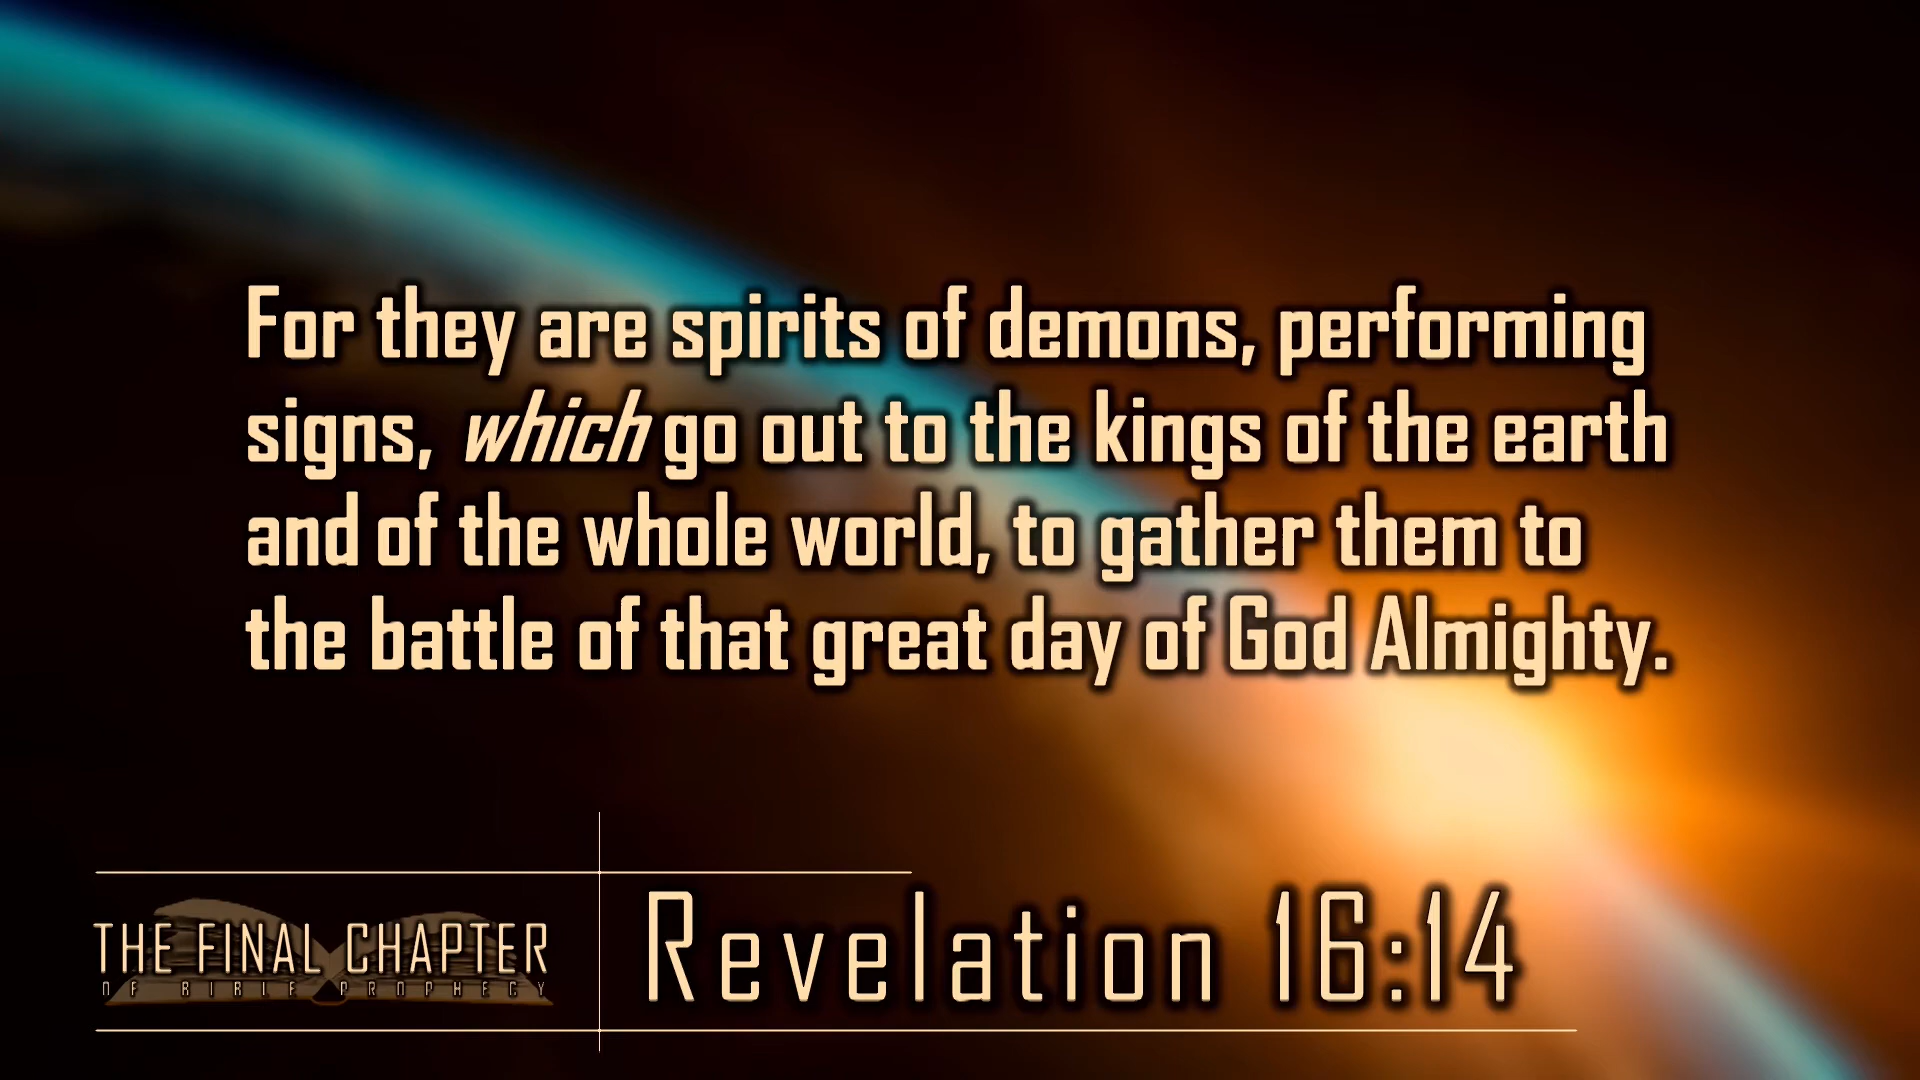 For they are spirits of demons, performing
signs, which go out to the kings of the earth
and of the whole world, to gather them to
the battle of that great day of God Almighty.
THE FINAL CHAPTER
OF BIBLE PROPHECY
Revelation 16:14